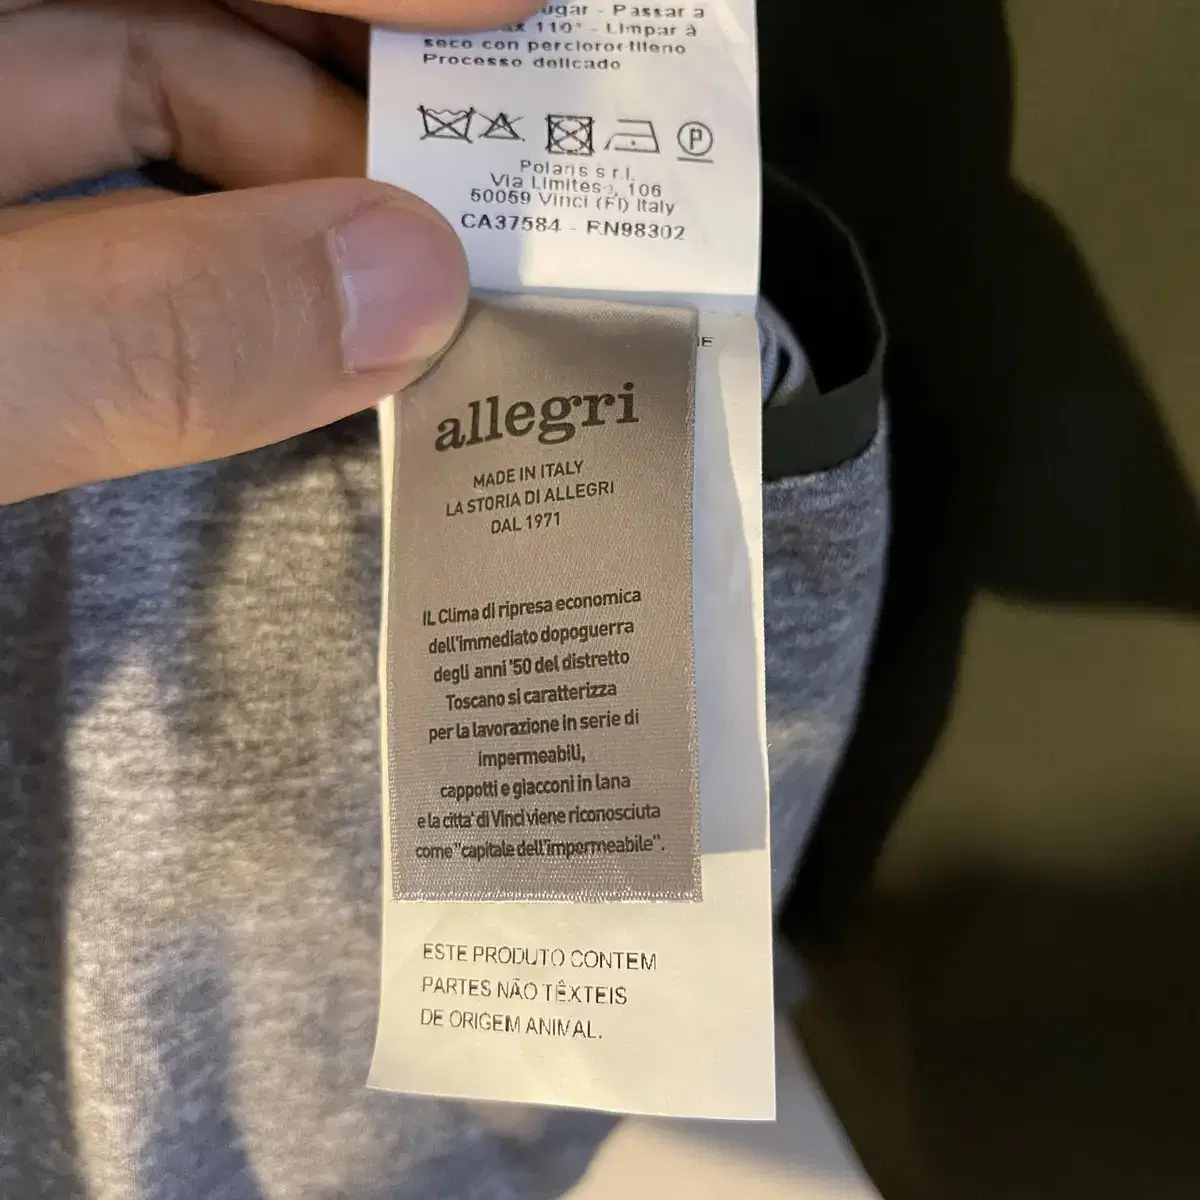 Passar a
110° - Limpar à
seco con percloroetileno
Processo delicado
P
Polaris s r.l.
Via Limitese, 106
50059 Vinci (FI) Italy
CA37584 - RN98302
allegri
MADE IN ITALY
LA STORIA DI ALLEGRI
DAL 1971
IL Clima di ripresa economica
dell'immediato dopoguerra
degli anni '50 del distretto
Toscano si caratterizza
per la lavorazione in serie di
impermeabili,
cappotti e giacconi in lana
e la citta' di Vinci viene riconosciuta
come "capitale dell'impermeabile".
ESTE PRODUTO CONTEM
PARTES NÃO TÊXTEIS
DE ORIGEM ANIMAL.